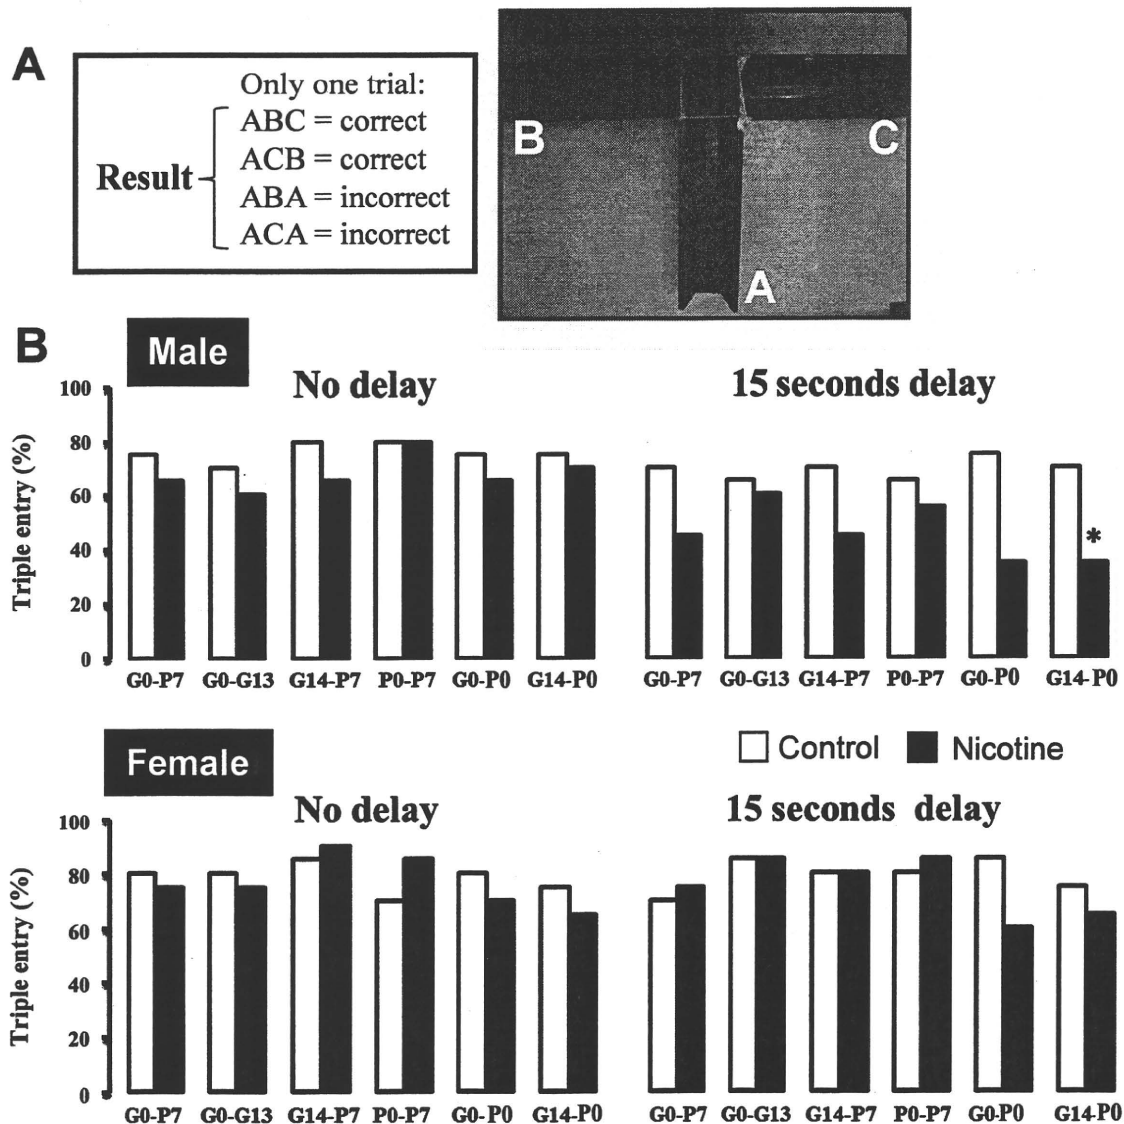 A
Only one trial:
ABC = correct
ACB = correct
Result
ABA = incorrect
ACA = incorrect
B
C
A
B
Male
No delay
15 seconds delay
Triple entry (%)
100
80
60
40
20
0
*
G0-P7 G0-G13 G14-P7 P0-P7 G0-P0 G14-P0
G0-P7 G0-G13 G14-P7 P0-P7 G0-P0 G14-P0
Control Nicotine
Female
No delay
15 seconds delay
Triple entry (%)
100
80
60
40
20
0
G0-P7 G0-G13 G14-P7 P0-P7 G0-P0 G14-P0
G0-P7 G0-G13 G14-P7 P0-P7 G0-P0 G14-P0